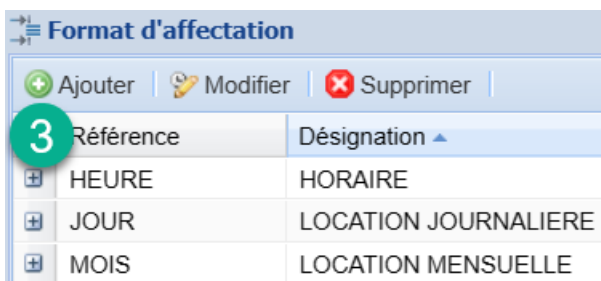 Format d'affectation
Ajouter Modifier Supprimer
3 Référence Désignation
HEURE HORAIRE
JOUR LOCATION JOURNALIERE
MOIS LOCATION MENSUELLE